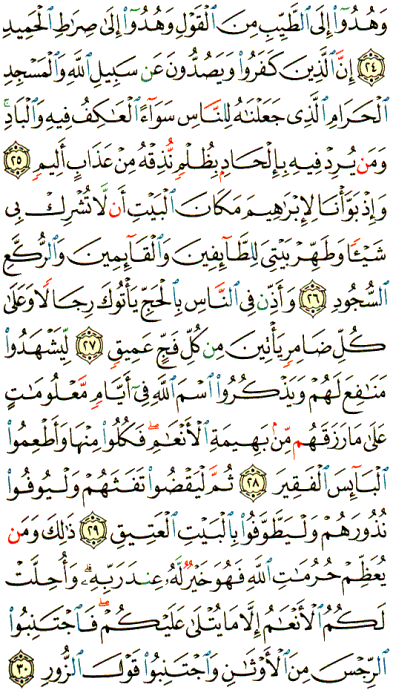 وَهُدُوٓا۟ إِلَى ٱلطَّيِّبِ مِنَ ٱلْقَوْلِ وَهُدُوٓا۟ إِلَىٰ صِرَٰطِ ٱلْحَمِيدِ
٢٤ إِنَّ ٱلَّذِينَ كَفَرُوا۟ وَيَصُدُّونَ عَن سَبِيلِ ٱللَّهِ وَٱلْمَسْجِدِ
ٱلْحَرَامِ ٱلَّذِى جَعَلْنَٰهُ لِلنَّاسِ سَوَآءً ٱلْعَٰكِفُ فِيهِ وَٱلْبَادِ ۚ
وَمَن يُرِدْ فِيهِ بِإِلْحَادٍۭ بِظُلْمٍ نُّذِقْهُ مِنْ عَذَابٍ أَلِيمٍ ٢٥
وَإِذْ بَوَّأْنَا لِإِبْرَٰهِيمَ مَكَانَ ٱلْبَيْتِ أَن لَّا تُشْرِكْ بِى
شَيْـًٔا وَطَهِّرْ بَيْتِىَ لِلطَّآئِفِينَ وَٱلْقَآئِمِينَ وَٱلرُّكَّعِ
ٱلسُّجُودِ ٢٦ وَأَذِّن فِى ٱلنَّاسِ بِٱلْحَجِّ يَأْتُوكَ رِجَالًا وَعَلَىٰ
كُلِّ ضَامِرٍ يَأْتِينَ مِن كُلِّ فَجٍّ عَمِيقٍ ٢٧ لِّيَشْهَدُوا۟
مَنَٰفِعَ لَهُمْ وَيَذْكُرُوا۟ ٱسْمَ ٱللَّهِ فِىٓ أَيَّامٍ مَّعْلُومَٰتٍ
عَلَىٰ مَا رَزَقَهُم مِّنۢ بَهِيمَةِ ٱلْأَنْعَٰمِ ۖ فَكُلُوا۟ مِنْهَا وَأَطْعِمُوا۟
ٱلْبَآئِسَ ٱلْفَقِيرَ ٢٨ ثُمَّ لْيَقْضُوا۟ تَفَثَهُمْ وَلْيُوفُوا۟
نُذُورَهُمْ وَلْيَطَّوَّفُوا۟ بِٱلْبَيْتِ ٱلْعَتِيقِ ٢٩ ذَٰلِكَ وَمَن
يُعَظِّمْ حُرُمَٰتِ ٱللَّهِ فَهُوَ خَيْرٌ لَّهُۥ عِندَ رَبِّهِۦ ۗ وَأُحِلَّتْ
لَكُمُ ٱلْأَنْعَٰمُ إِلَّا مَا يُتْلَىٰ عَلَيْكُمْ ۖ فَٱجْتَنِبُوا۟
ٱلرِّجْسَ مِنَ ٱلْأَوْثَٰنِ وَٱجْتَنِبُوا۟ قَوْلَ ٱلزُّورِ ٣٠